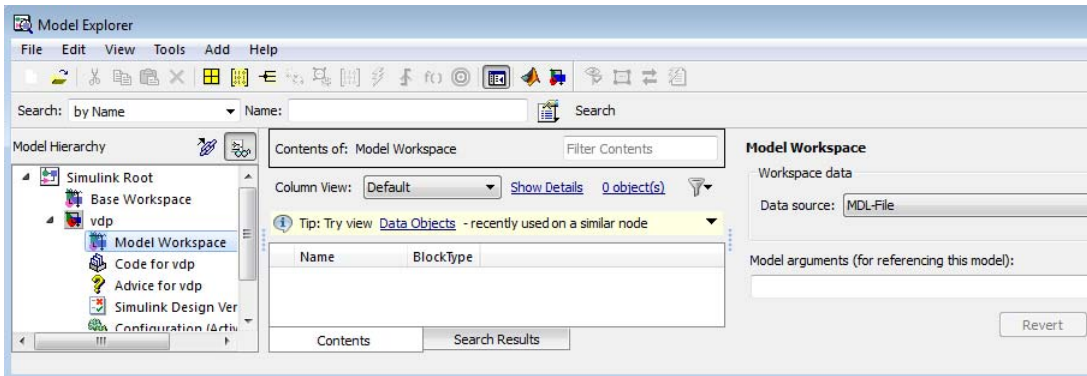 Model Explorer
File Edit View Tools Add Help
f()
Search: by Name Name: Search
Model Hierarchy
Simulink Root
Base Workspace
vdp
Model Workspace
Code for vdp
Advice for vdp
Simulink Design Ver
Configuration (Activ
Contents of: Model Workspace Filter Contents
Column View: Default Show Details 0 object(s)
Tip: Try view Data Objects - recently used on a similar node
Name BlockType
Contents Search Results
Model Workspace
Workspace data
Data source: MDL-File
Model arguments (for referencing this model):
Revert